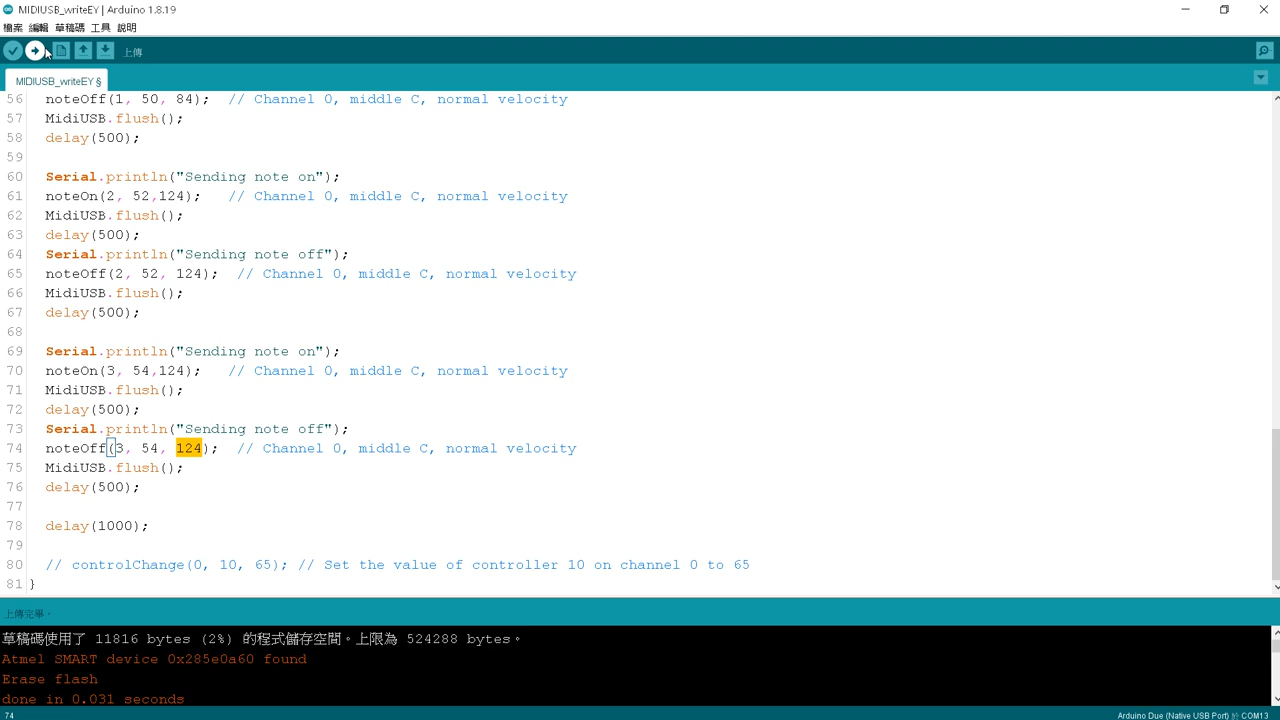 MIDIUSB_writeEY | Arduino 1.8.19
檔案 編輯 草稿碼 工具 說明
上傳
MIDIUSB_writeEY §
56 noteOff(1, 50, 84);  // Channel 0, middle C, normal velocity
57 MidiUSB.flush();
58 delay(500);
59
60 Serial.println("Sending note on");
61 noteOn(2, 52,124);   // Channel 0, middle C, normal velocity
62 MidiUSB.flush();
63 delay(500);
64 Serial.println("Sending note off");
65 noteOff(2, 52, 124);  // Channel 0, middle C, normal velocity
66 MidiUSB.flush();
67 delay(500);
68
69 Serial.println("Sending note on");
70 noteOn(3, 54,124);   // Channel 0, middle C, normal velocity
71 MidiUSB.flush();
72 delay(500);
73 Serial.println("Sending note off");
74 noteOff(3, 54, 124);  // Channel 0, middle C, normal velocity
75 MidiUSB.flush();
76 delay(500);
77
78 delay(1000);
79
80 // controlChange(0, 10, 65); // Set the value of controller 10 on channel 0 to 65
81 }
上傳完畢。
草稿碼使用了 11816 bytes (2%) 的程式儲存空間。上限為 524288 bytes。
Atmel SMART device 0x285e0a60 found
Erase flash
done in 0.031 seconds
74
Arduino Due (Native USB Port) 於 COM13